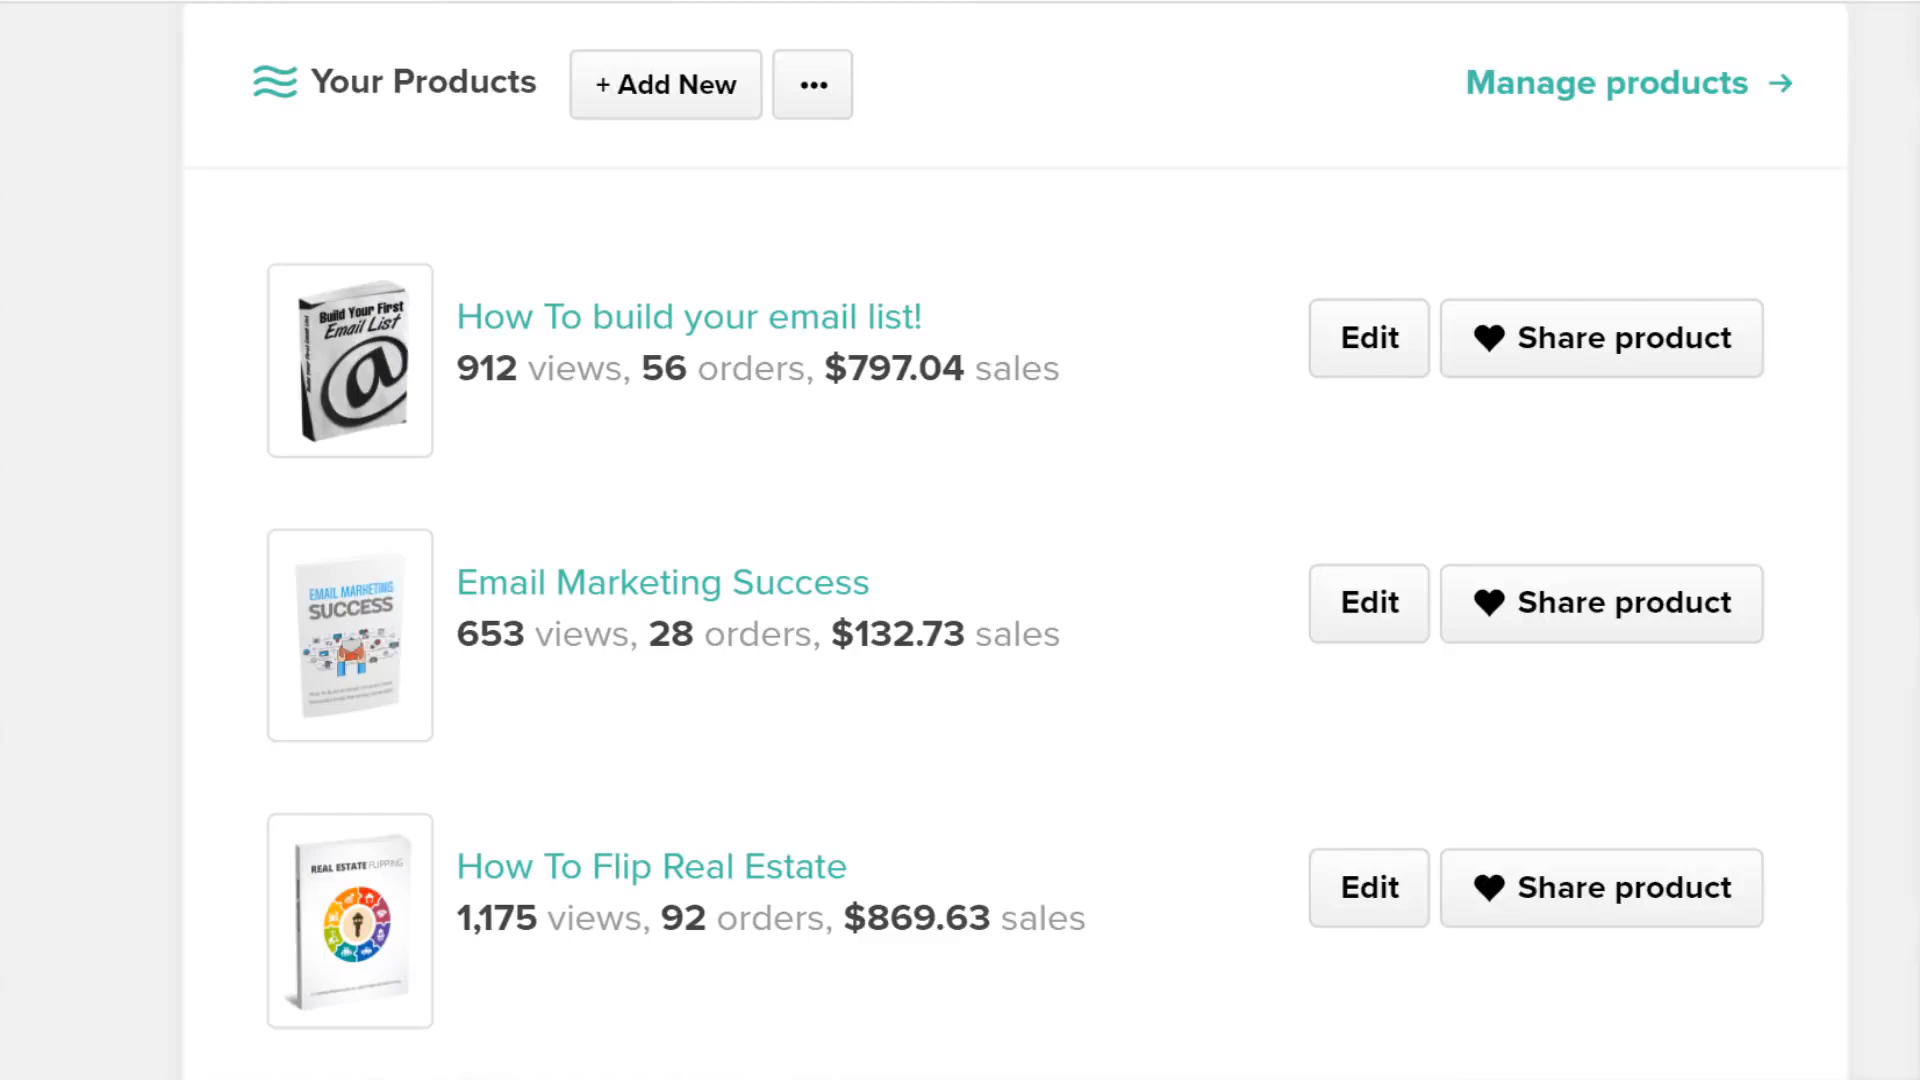 Your Products
+ Add New
•••
Manage products →
Build Your First
Email List
@
How To build your email list!
912 views, 56 orders, $797.04 sales
Edit
Share product
EMAIL MARKETING
SUCCESS
Email Marketing Success
653 views, 28 orders, $132.73 sales
Edit
Share product
REAL ESTATE FLIPPING
How To Flip Real Estate
1,175 views, 92 orders, $869.63 sales
Edit
Share product